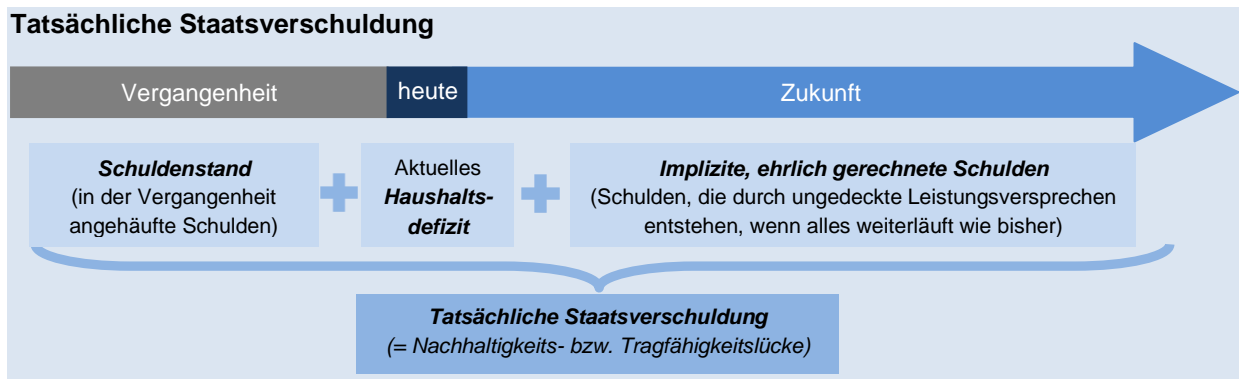 Tatsächliche Staatsverschuldung
Vergangenheit
heute
Zukunft
Schuldenstand
(in der Vergangenheit
angehäufte Schulden)
Aktuelles
Haushalts-
defizit
Implizite, ehrlich gerechnete Schulden
(Schulden, die durch ungedeckte Leistungsversprechen
entstehen, wenn alles weiterläuft wie bisher)
Tatsächliche Staatsverschuldung
(= Nachhaltigkeits- bzw. Tragfähigkeitslücke)